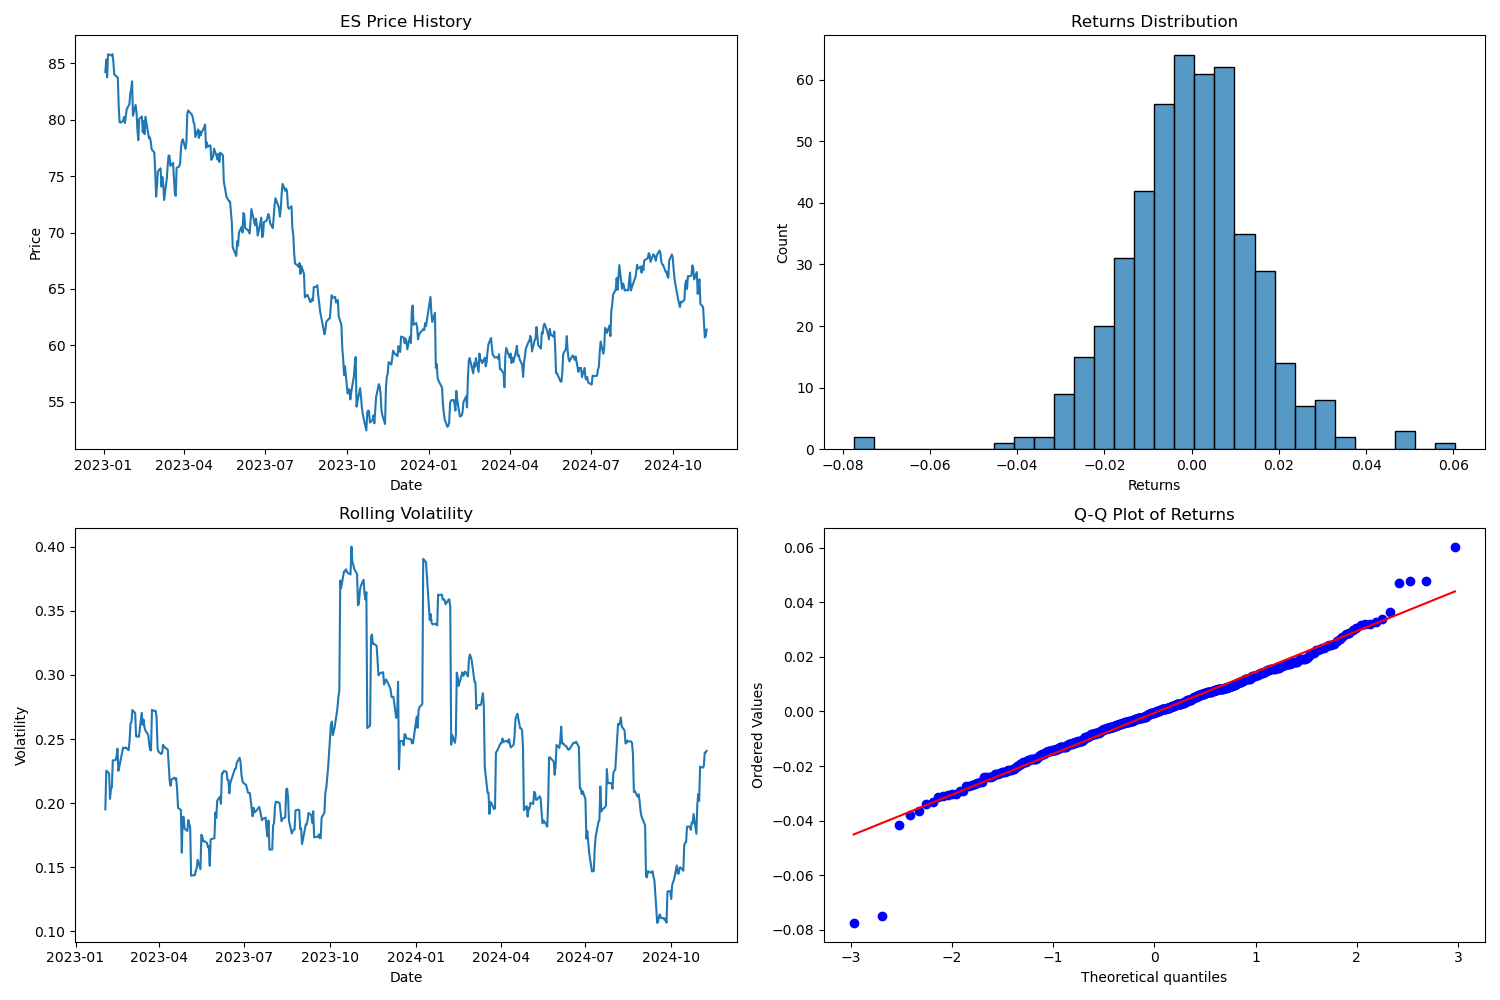 ES Price History
85
80
75
70
65
60
55
Price
2023-01 2023-04 2023-07 2023-10 2024-01 2024-04 2024-07 2024-10
Date
Returns Distribution
60
50
40
30
20
10
0
Count
−0.08 −0.06 −0.04 −0.02 0.00 0.02 0.04 0.06
Returns
Rolling Volatility
0.40
0.35
0.30
0.25
0.20
0.15
0.10
Volatility
2023-01 2023-04 2023-07 2023-10 2024-01 2024-04 2024-07 2024-10
Date
Q-Q Plot of Returns
0.06
0.04
0.02
0.00
−0.02
−0.04
−0.06
−0.08
Ordered Values
−3 −2 −1 0 1 2 3
Theoretical quantiles